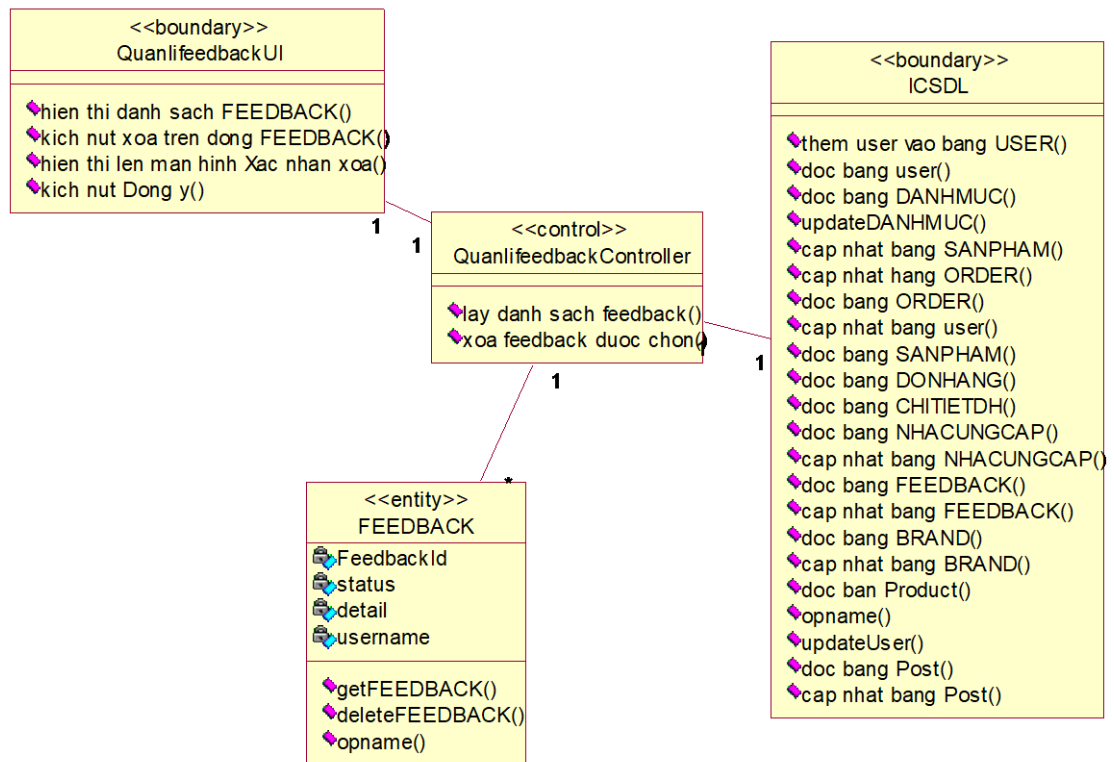 <<boundary>>
QuanlifeedbackUI
hien thi danh sach FEEDBACK()
kich nut xoa tren dong FEEDBACK()
hien thi len man hinh Xac nhan xoa()
kich nut Dong y()
1
1
<<control>>
QuanlifeedbackController
lay danh sach feedback()
xoa feedback duoc chon()
1
1
1
*
<<entity>>
FEEDBACK
FeedbackId
status
detail
username
getFEEDBACK()
deleteFEEDBACK()
opname()
<<boundary>>
ICSDL
them user vao bang USER()
doc bang user()
doc bang DANHMUC()
updateDANHMUC()
cap nhat bang SANPHAM()
cap nhat hang ORDER()
doc bang ORDER()
cap nhat bang user()
doc bang SANPHAM()
doc bang DONHANG()
doc bang CHITIETDH()
doc bang NHACUNGCAP()
cap nhat bang NHACUNGCAP()
doc bang FEEDBACK()
cap nhat bang FEEDBACK()
doc bang BRAND()
cap nhat bang BRAND()
doc ban Product()
opname()
updateUser()
doc bang Post()
cap nhat bang Post()